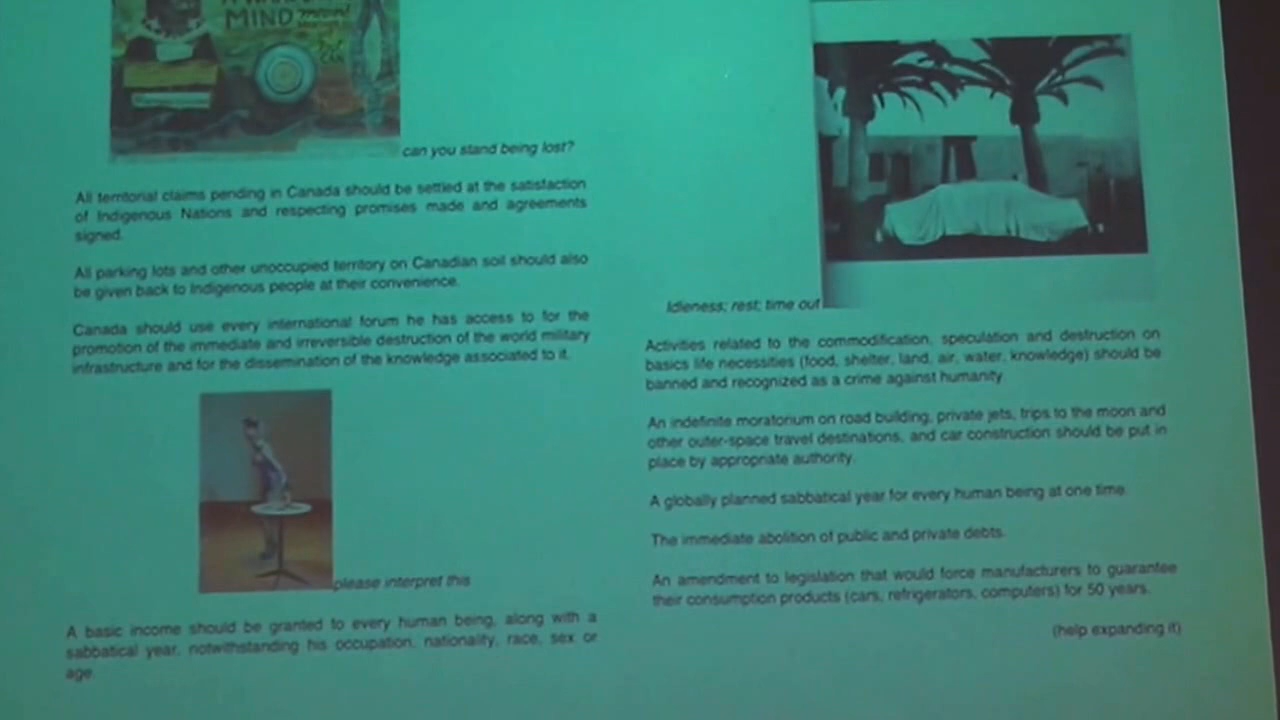 MIND
can you stand being lost?
All territorial claims pending in Canada should be settled at the satisfaction
of Indigenous Nations and respecting promises made and agreements
signed.
All parking lots and other unoccupied territory on Canadian soil should also
be given back to Indigenous people at their convenience.
Canada should use every international forum he has access to for the
promotion of the immediate and irreversible destruction of the world military
infrastructure and for the dissemination of the knowledge associated to it.
please interpret this
A basic income should be granted to every human being, along with a
sabbatical year, notwithstanding his occupation, nationality, race, sex or
age.
Idleness; rest; time out
Activities related to the commodification, speculation and destruction on
basics life necessities (food, shelter, land, air, water, knowledge) should be
banned and recognized as a crime against humanity.
An indefinite moratorium on road building, private jets, trips to the moon and
other outer-space travel destinations, and car construction should be put in
place by appropriate authority.
A globally planned sabbatical year for every human being at one time.
The immediate abolition of public and private debts.
An amendment to legislation that would force manufacturers to guarantee
their consumption products (cars, refrigerators, computers) for 50 years.
(help expanding it)